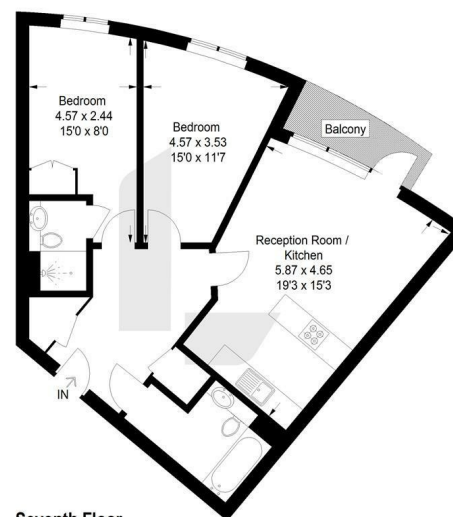 Bedroom
4.57 x 2.44
15'0 x 8'0
Bedroom
4.57 x 3.53
15'0 x 11'7
Balcony
Reception Room /
Kitchen
5.87 x 4.65
19'3 x 15'3
IN
Seventh Floor